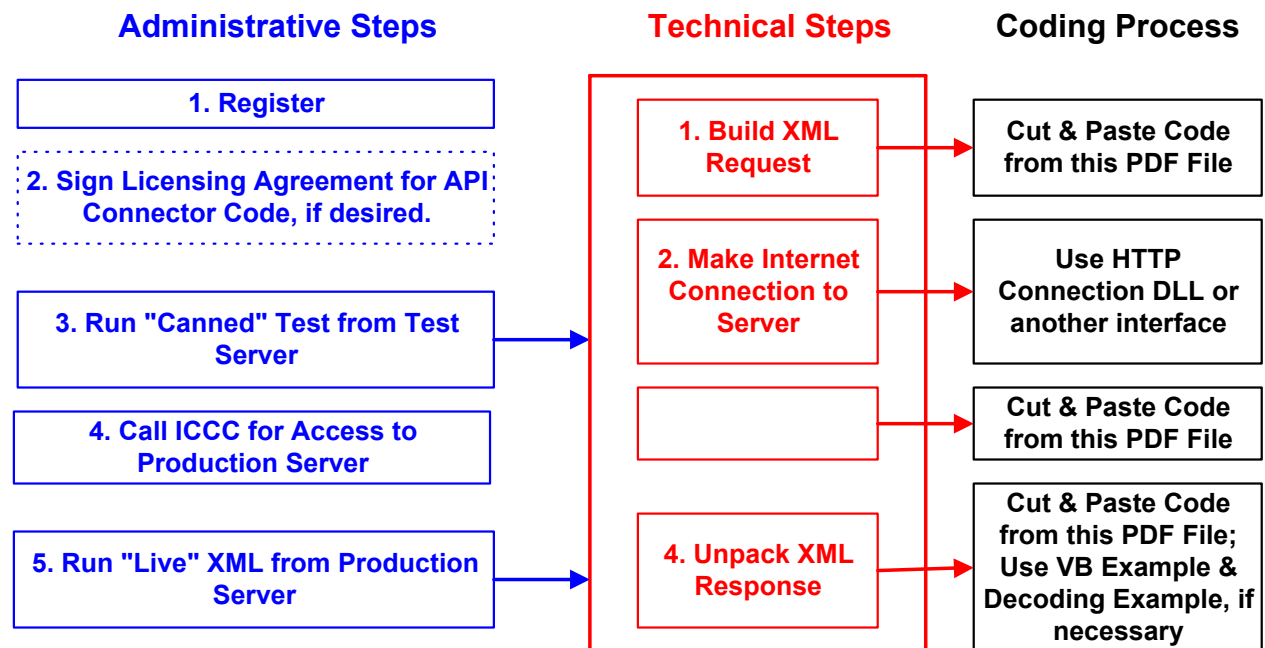 Administrative Steps
1. Register
2. Sign Licensing Agreement for API
Connector Code, if desired.
3. Run "Canned" Test from Test
Server
4. Call ICCC for Access to
Production Server
5. Run "Live" XML from Production
Server
Technical Steps
1. Build XML
Request
2. Make Internet
Connection to
Server
4. Unpack XML
Response
Coding Process
Cut & Paste Code
from this PDF File
Use HTTP
Connection DLL or
another interface
Cut & Paste Code
from this PDF File
Cut & Paste Code
from this PDF File;
Use VB Example &
Decoding Example, if
necessary